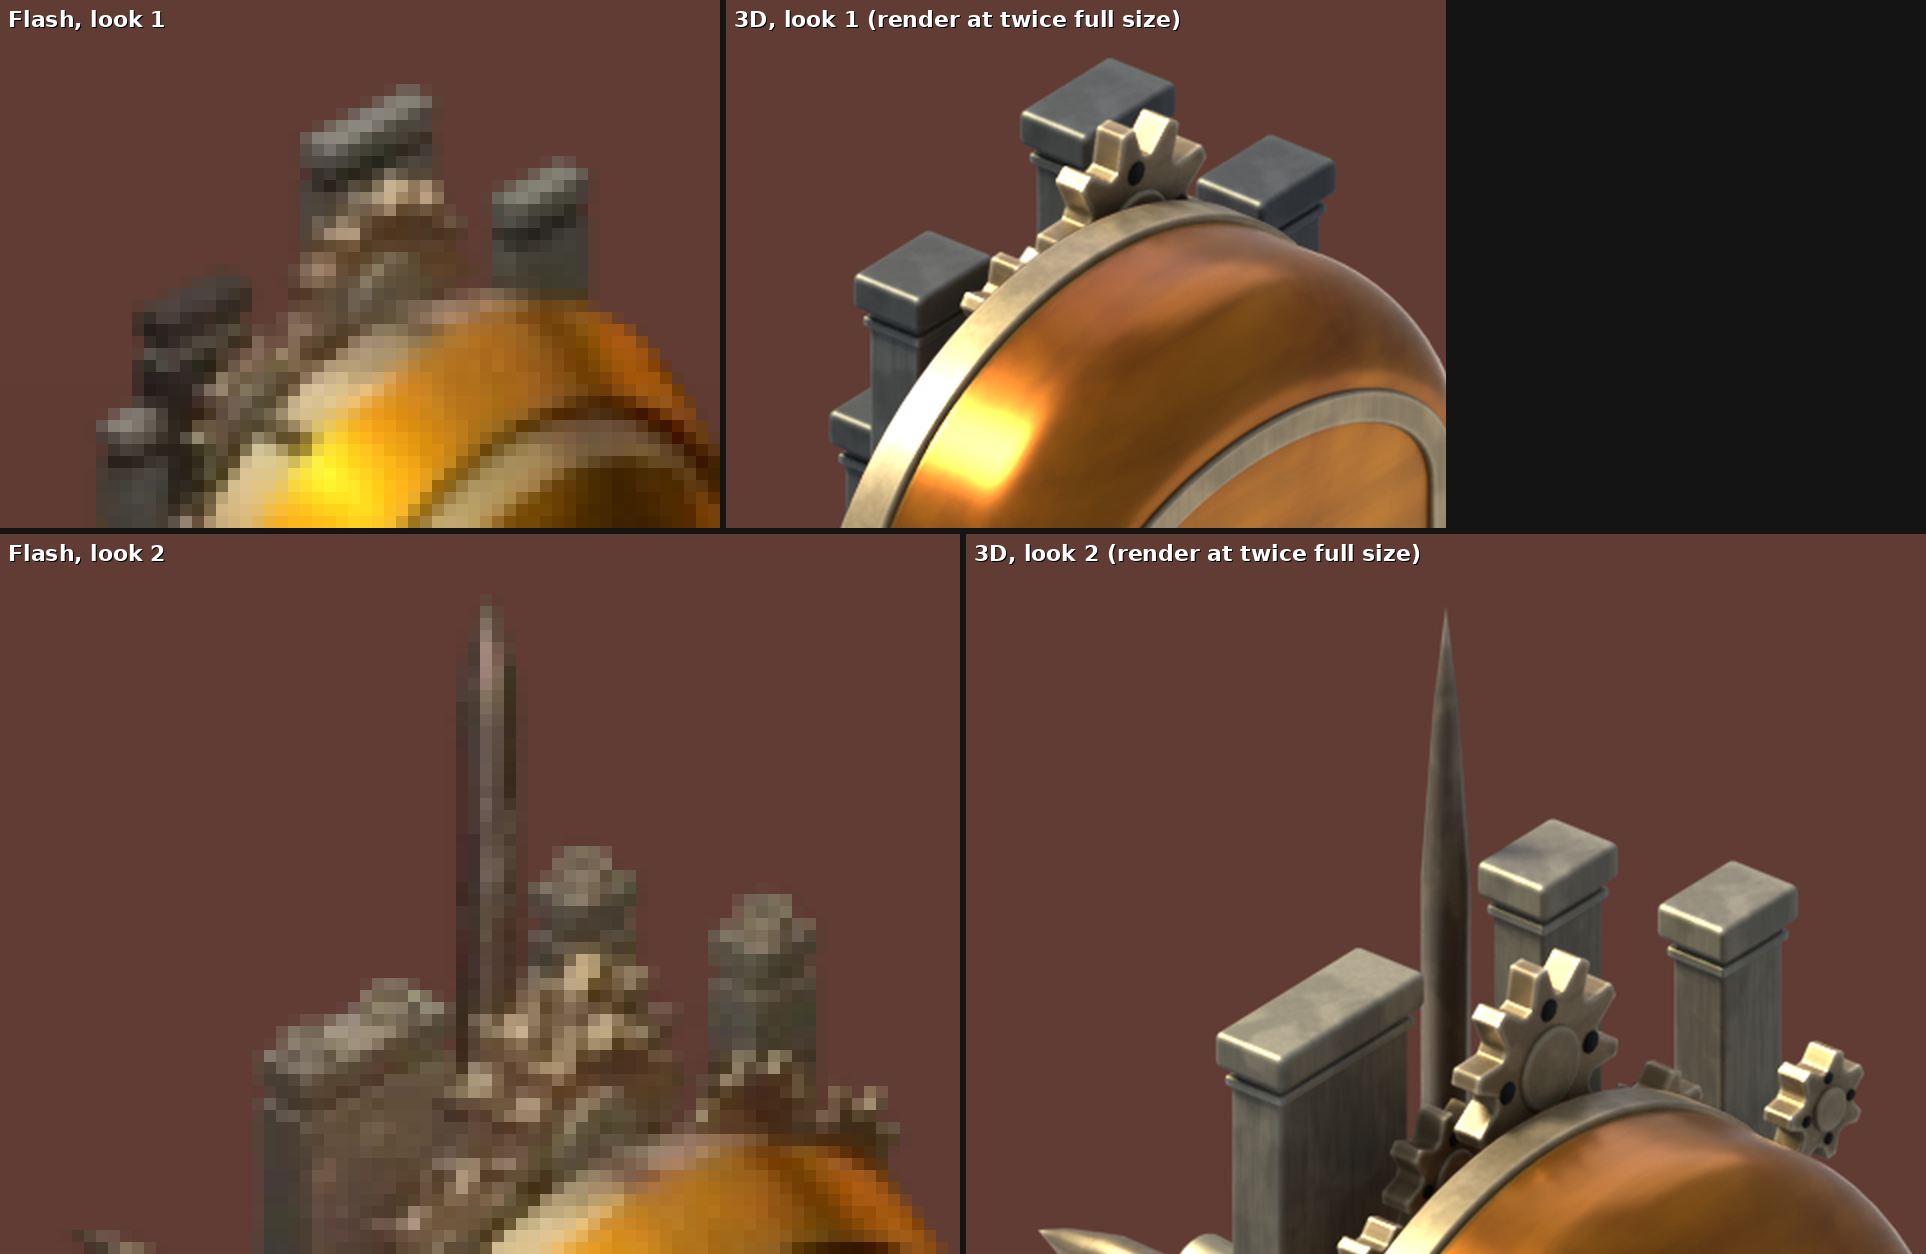 Flash, look 1
3D, look 1 (render at twice full size)
Flash, look 2
3D, look 2 (render at twice full size)